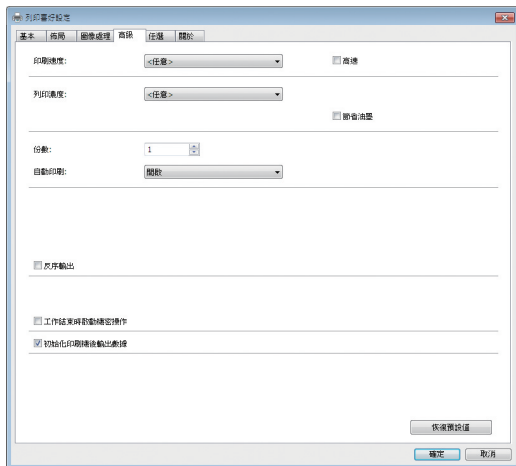 列印喜好設定
基本 佈局 圖像處理 高級 任選 關於
印刷速度: <任意> 高速
列印濃度: <任意>
節省油墨
份數: 1
自動印刷: 開啟
反序輸出
工作結束時啟動機密操作
初始化印刷機後輸出數據
恢復預設值
確定 取消